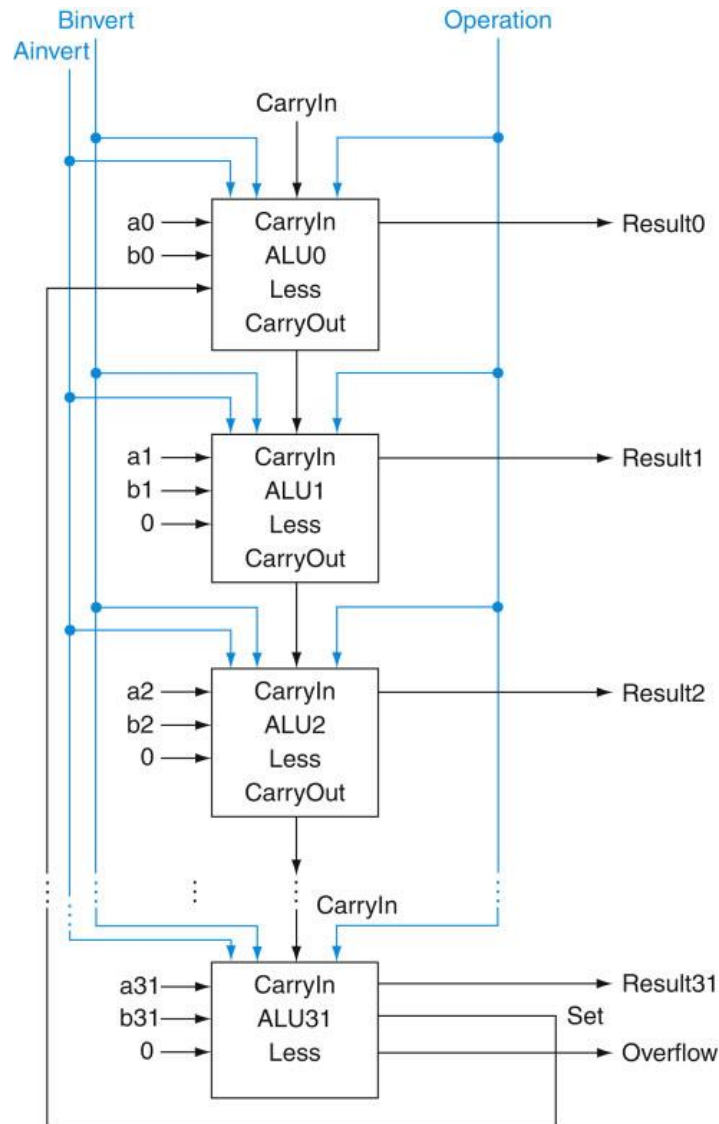 Binvert
Operation
Ainvert
CarryIn
a0
CarryIn
Result0
b0
ALU0
Less
CarryOut
a1
CarryIn
Result1
b1
ALU1
0
Less
CarryOut
a2
CarryIn
Result2
b2
ALU2
0
Less
CarryOut
CarryIn
a31
CarryIn
Result31
b31
ALU31
Set
0
Less
Overflow